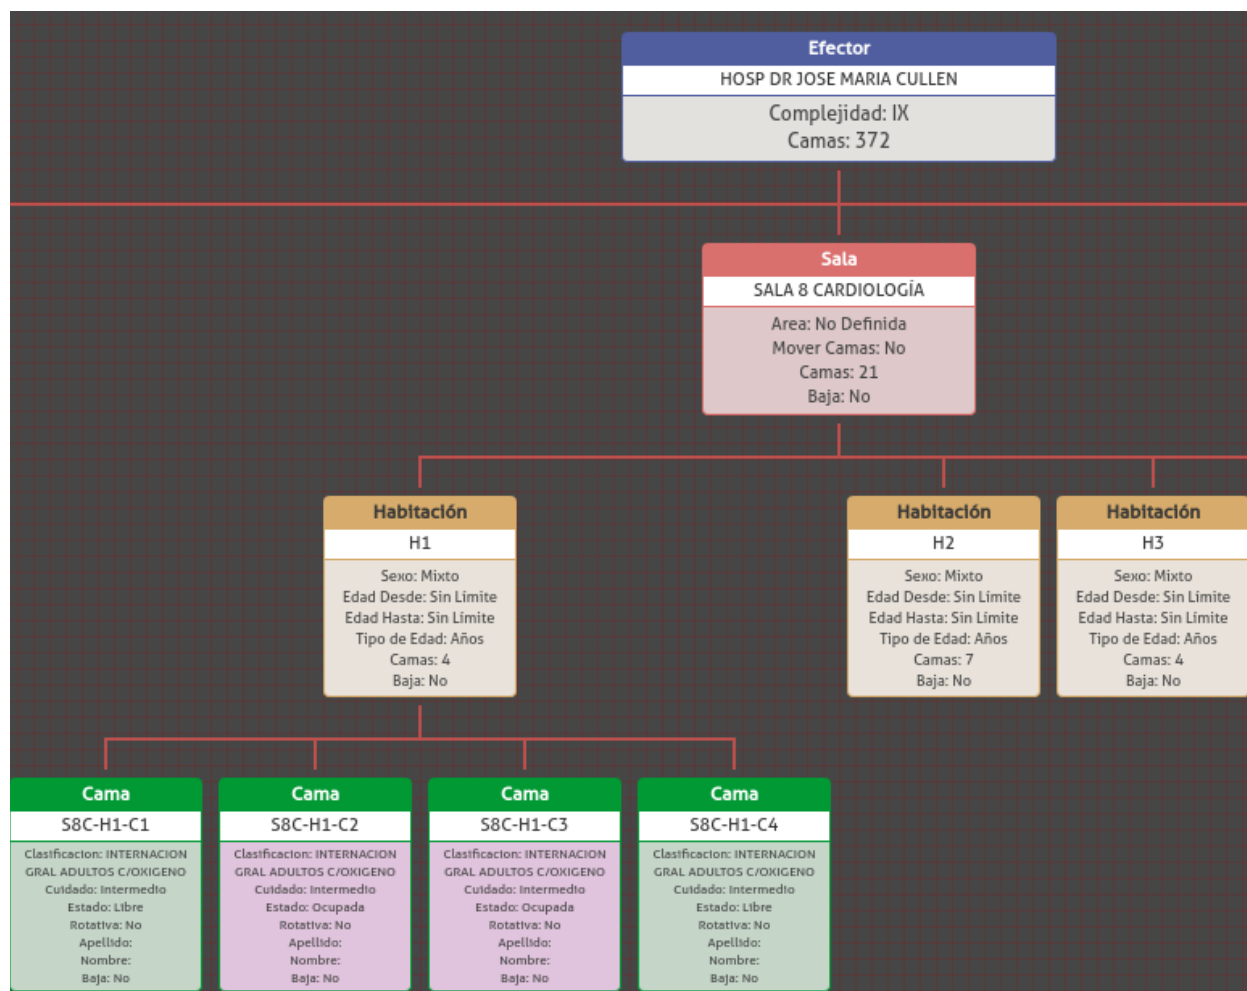 Efector
HOSP DR JOSE MARIA CULLEN
Complejidad: IX
Camas: 372
Sala
SALA 8 CARDIOLOGÍA
Area: No Definida
Mover Camas: No
Camas: 21
Baja: No
Habitación
H1
Sexo: Mixto
Edad Desde: Sin Límite
Edad Hasta: Sin Límite
Tipo de Edad: Años
Camas: 4
Baja: No
Habitación
H2
Sexo: Mixto
Edad Desde: Sin Límite
Edad Hasta: Sin Límite
Tipo de Edad: Años
Camas: 7
Baja: No
Habitación
H3
Sexo: Mixto
Edad Desde: Sin Límite
Edad Hasta: Sin Límite
Tipo de Edad: Años
Camas: 4
Baja: No
Cama
S8C-H1-C1
Clasificacion: INTERNACION
GRAL ADULTOS C/OXIGENO
Cuidado: Intermedio
Estado: Libre
Rotativa: No
Apellido:
Nombre:
Baja: No
Cama
S8C-H1-C2
Clasificacion: INTERNACION
GRAL ADULTOS C/OXIGENO
Cuidado: Intermedio
Estado: Ocupada
Rotativa: No
Apellido:
Nombre:
Baja: No
Cama
S8C-H1-C3
Clasificacion: INTERNACION
GRAL ADULTOS C/OXIGENO
Cuidado: Intermedio
Estado: Ocupada
Rotativa: No
Apellido:
Nombre:
Baja: No
Cama
S8C-H1-C4
Clasificacion: INTERNACION
GRAL ADULTOS C/OXIGENO
Cuidado: Intermedio
Estado: Libre
Rotativa: No
Apellido:
Nombre:
Baja: No